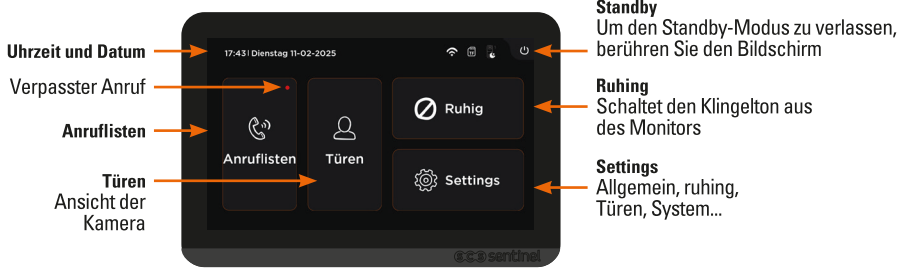 Uhrzeit und Datum
Verpasster Anruf
Anruflisten
Türen
Ansicht der
Kamera
17:43 | Dienstag 11-02-2025
Anruflisten
Türen
Ruhig
Settings
eca sentinel
Standby
Um den Standby-Modus zu verlassen,
berühren Sie den Bildschirm
Ruhing
Schaltet den Klingelton aus
des Monitors
Settings
Allgemein, ruhing,
Türen, System...